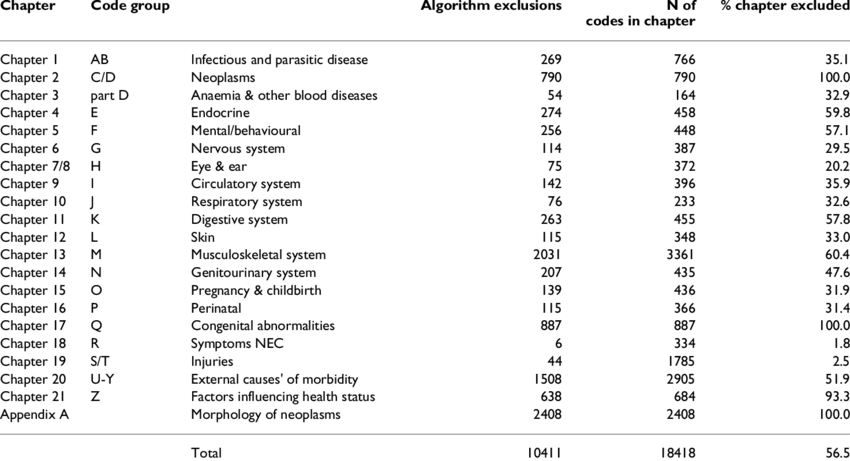 Chapter Code group Algorithm exclusions N of codes in chapter % chapter excluded
Chapter 1 AB Infectious and parasitic disease 269 766 35.1
Chapter 2 C/D Neoplasms 790 790 100.0
Chapter 3 part D Anaemia & other blood diseases 54 164 32.9
Chapter 4 E Endocrine 274 458 59.8
Chapter 5 F Mental/behavioural 256 448 57.1
Chapter 6 G Nervous system 114 387 29.5
Chapter 7/8 H Eye & ear 75 372 20.2
Chapter 9 I Circulatory system 142 396 35.9
Chapter 10 J Respiratory system 76 233 32.6
Chapter 11 K Digestive system 263 455 57.8
Chapter 12 L Skin 115 348 33.0
Chapter 13 M Musculoskeletal system 2031 3361 60.4
Chapter 14 N Genitourinary system 207 435 47.6
Chapter 15 O Pregnancy & childbirth 139 436 31.9
Chapter 16 P Perinatal 115 366 31.4
Chapter 17 Q Congenital abnormalities 887 887 100.0
Chapter 18 R Symptoms NEC 6 334 1.8
Chapter 19 S/T Injuries 44 1785 2.5
Chapter 20 U-Y External causes' of morbidity 1508 2905 51.9
Chapter 21 Z Factors influencing health status 638 684 93.3
Appendix A Morphology of neoplasms 2408 2408 100.0
Total 10411 18418 56.5